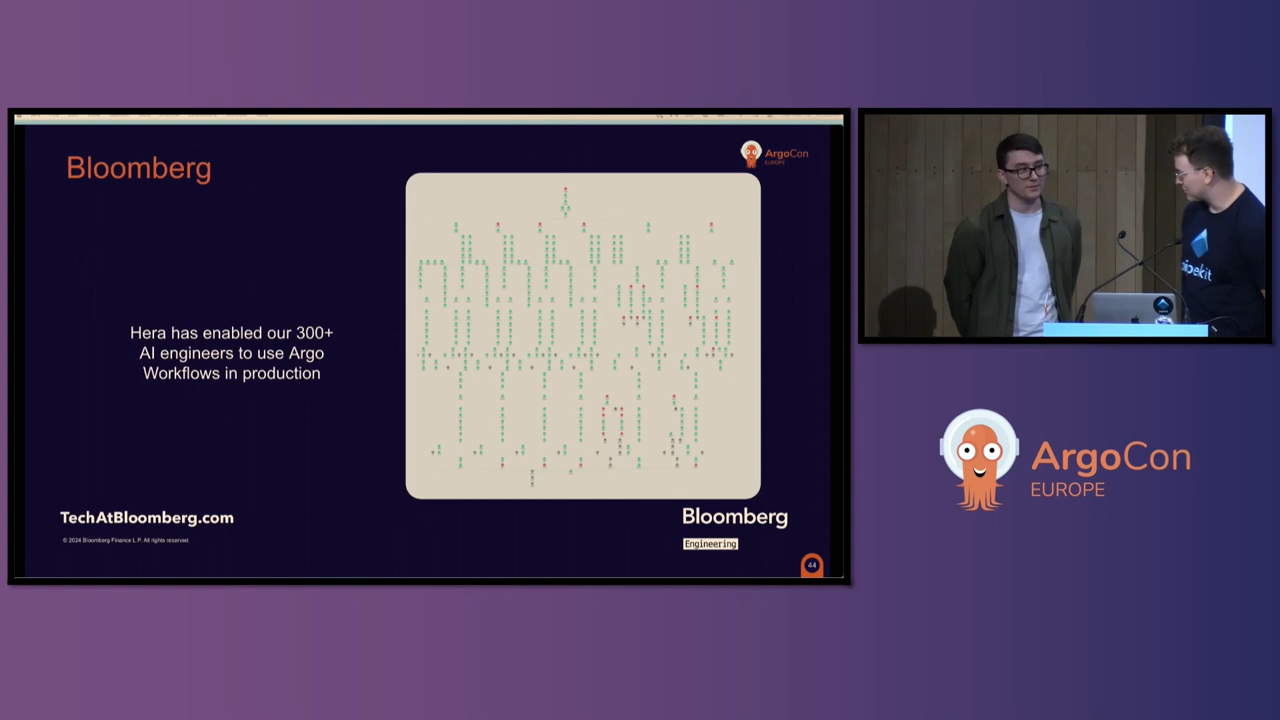 Bloomberg
ArgoCon
EUROPE
Hera has enabled our 300+
AI engineers to use Argo
Workflows in production
TechAtBloomberg.com
© 2024 Bloomberg Finance L.P. All rights reserved.
Bloomberg
Engineering
44
pipekit
ArgoCon
EUROPE